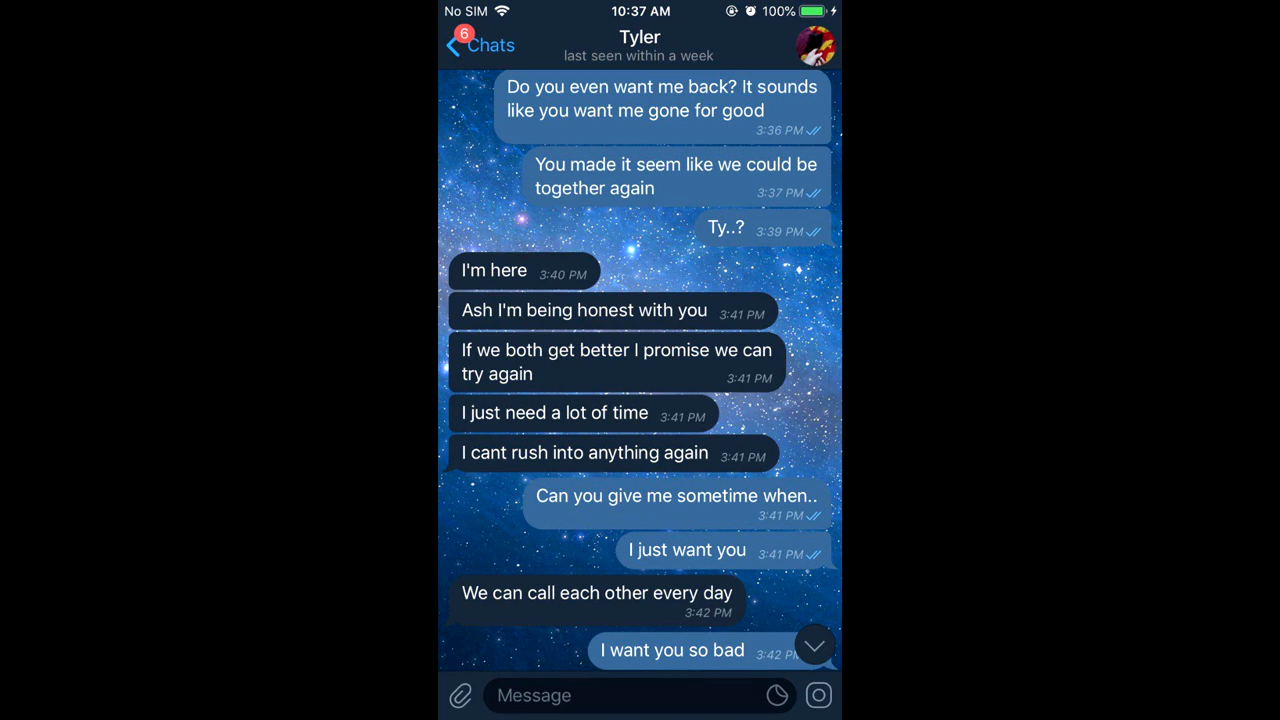 No SIM 10:37 AM 100%
6
Chats Tyler
last seen within a week
Do you even want me back? It sounds
like you want me gone for good
3:36 PM
You made it seem like we could be
together again 3:37 PM
Ty..? 3:39 PM
I'm here 3:40 PM
Ash I'm being honest with you 3:41 PM
If we both get better I promise we can
try again 3:41 PM
I just need a lot of time 3:41 PM
I cant rush into anything again 3:41 PM
Can you give me sometime when..
3:41 PM
I just want you 3:41 PM
We can call each other every day
3:42 PM
I want you so bad 3:42 PM
Message